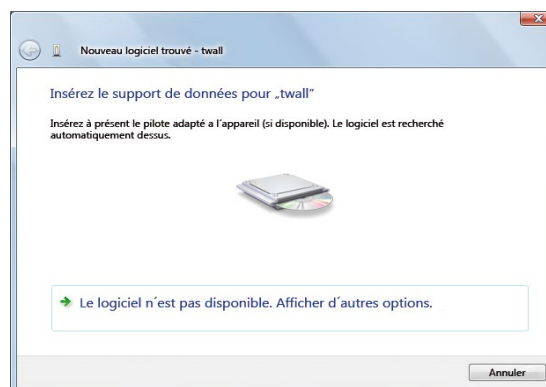 Nouveau logiciel trouvé - twall
Insérez le support de données pour „twall“
Insérez à présent le pilote adapté a l´appareil (si disponible). Le logiciel est recherché
automatiquement dessus.
Le logiciel n´est pas disponible. Afficher d´autres options.
Annuler